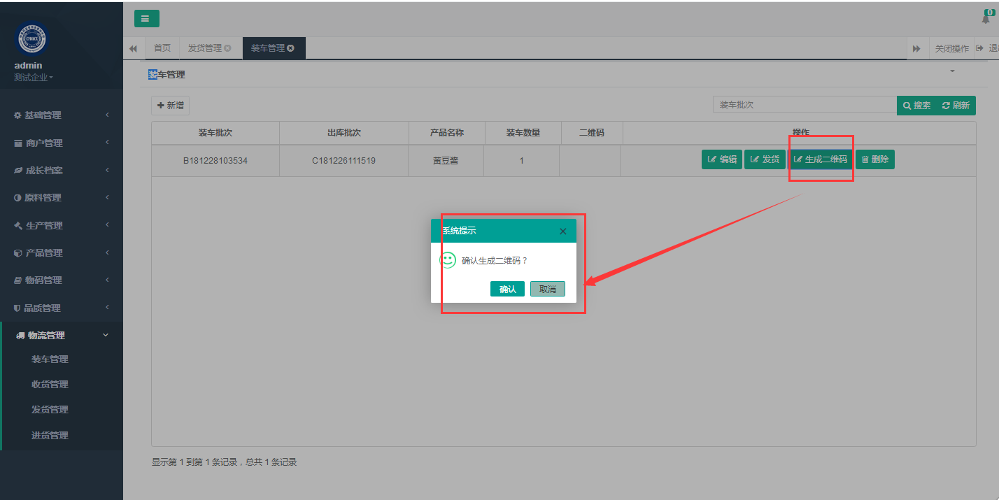 0
首页
发货管理
装车管理
关闭操作
admin
测试企业
装车管理
基础管理
商户管理
成长档案
原料管理
生产管理
产品管理
物码管理
品质管理
物流管理
装车管理
收货管理
发货管理
进货管理
新增
装车批次
搜索
刷新
装车批次 出库批次 产品名称 装车数量 二维码 操作
B181228103534 C181226111519 黄豆酱 1 编辑 发货 生成二维码 删除
系统提示
确认生成二维码？
确认 取消
显示第 1 到第 1 条记录，总共 1 条记录